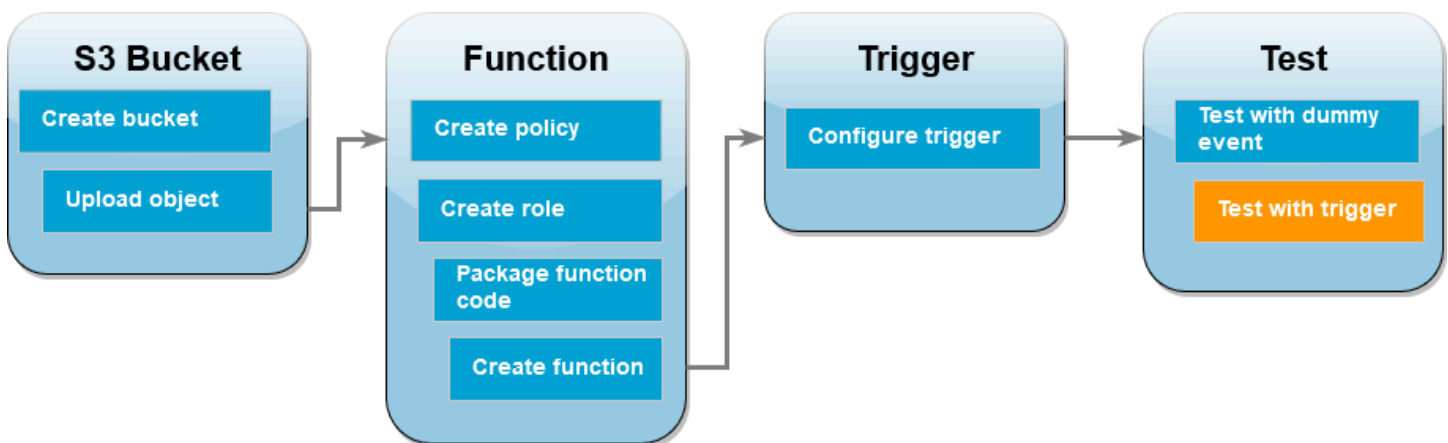 S3 Bucket
Create bucket
Upload object
Function
Create policy
Create role
Package function
code
Create function
Trigger
Configure trigger
Test
Test with dummy
event
Test with trigger